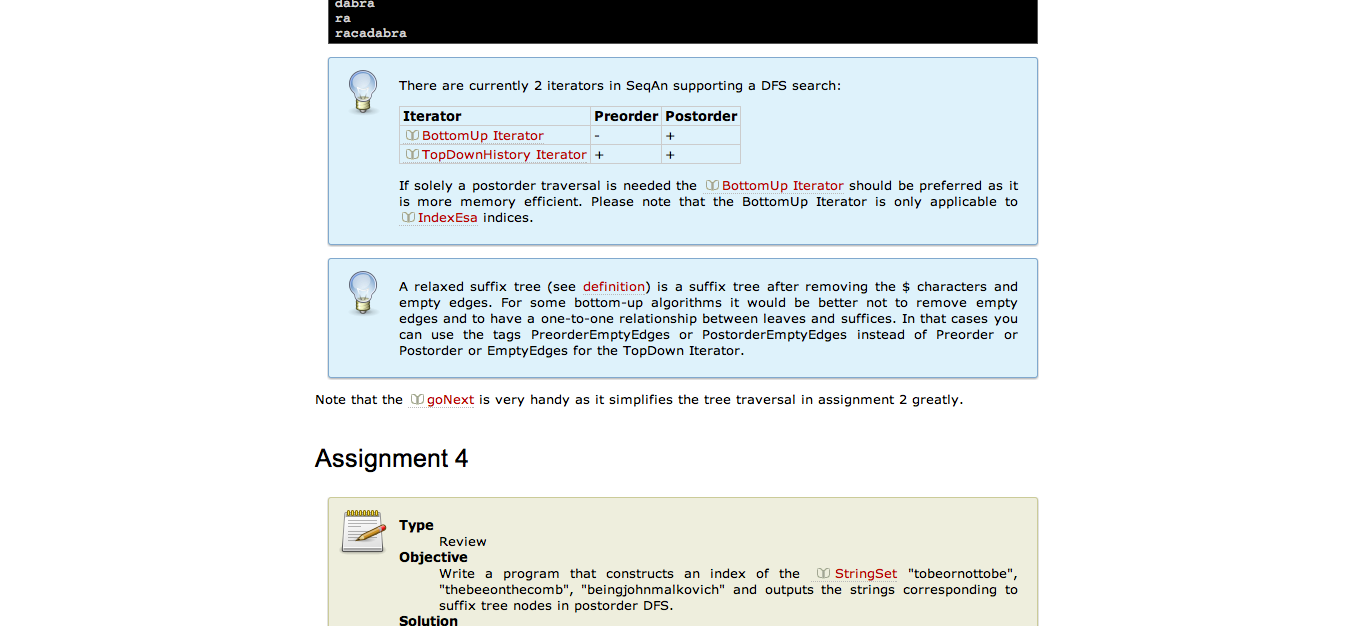 dabra
ra
racadabra
There are currently 2 iterators in SeqAn supporting a DFS search:
Iterator Preorder Postorder
BottomUp Iterator - +
TopDownHistory Iterator + +
If solely a postorder traversal is needed the BottomUp Iterator should be preferred as it
is more memory efficient. Please note that the BottomUp Iterator is only applicable to
IndexEsa indices.
A relaxed suffix tree (see definition) is a suffix tree after removing the $ characters and
empty edges. For some bottom-up algorithms it would be better not to remove empty
edges and to have a one-to-one relationship between leaves and suffices. In that cases you
can use the tags PreorderEmptyEdges or PostorderEmptyEdges instead of Preorder or
Postorder or EmptyEdges for the TopDown Iterator.
Note that the goNext is very handy as it simplifies the tree traversal in assignment 2 greatly.
Assignment 4
Type
Review
Objective
Write a program that constructs an index of the StringSet "tobeornottobe",
"thebeeonthecomb", "beingjohnmalkovich" and outputs the strings corresponding to
suffix tree nodes in postorder DFS.
Solution